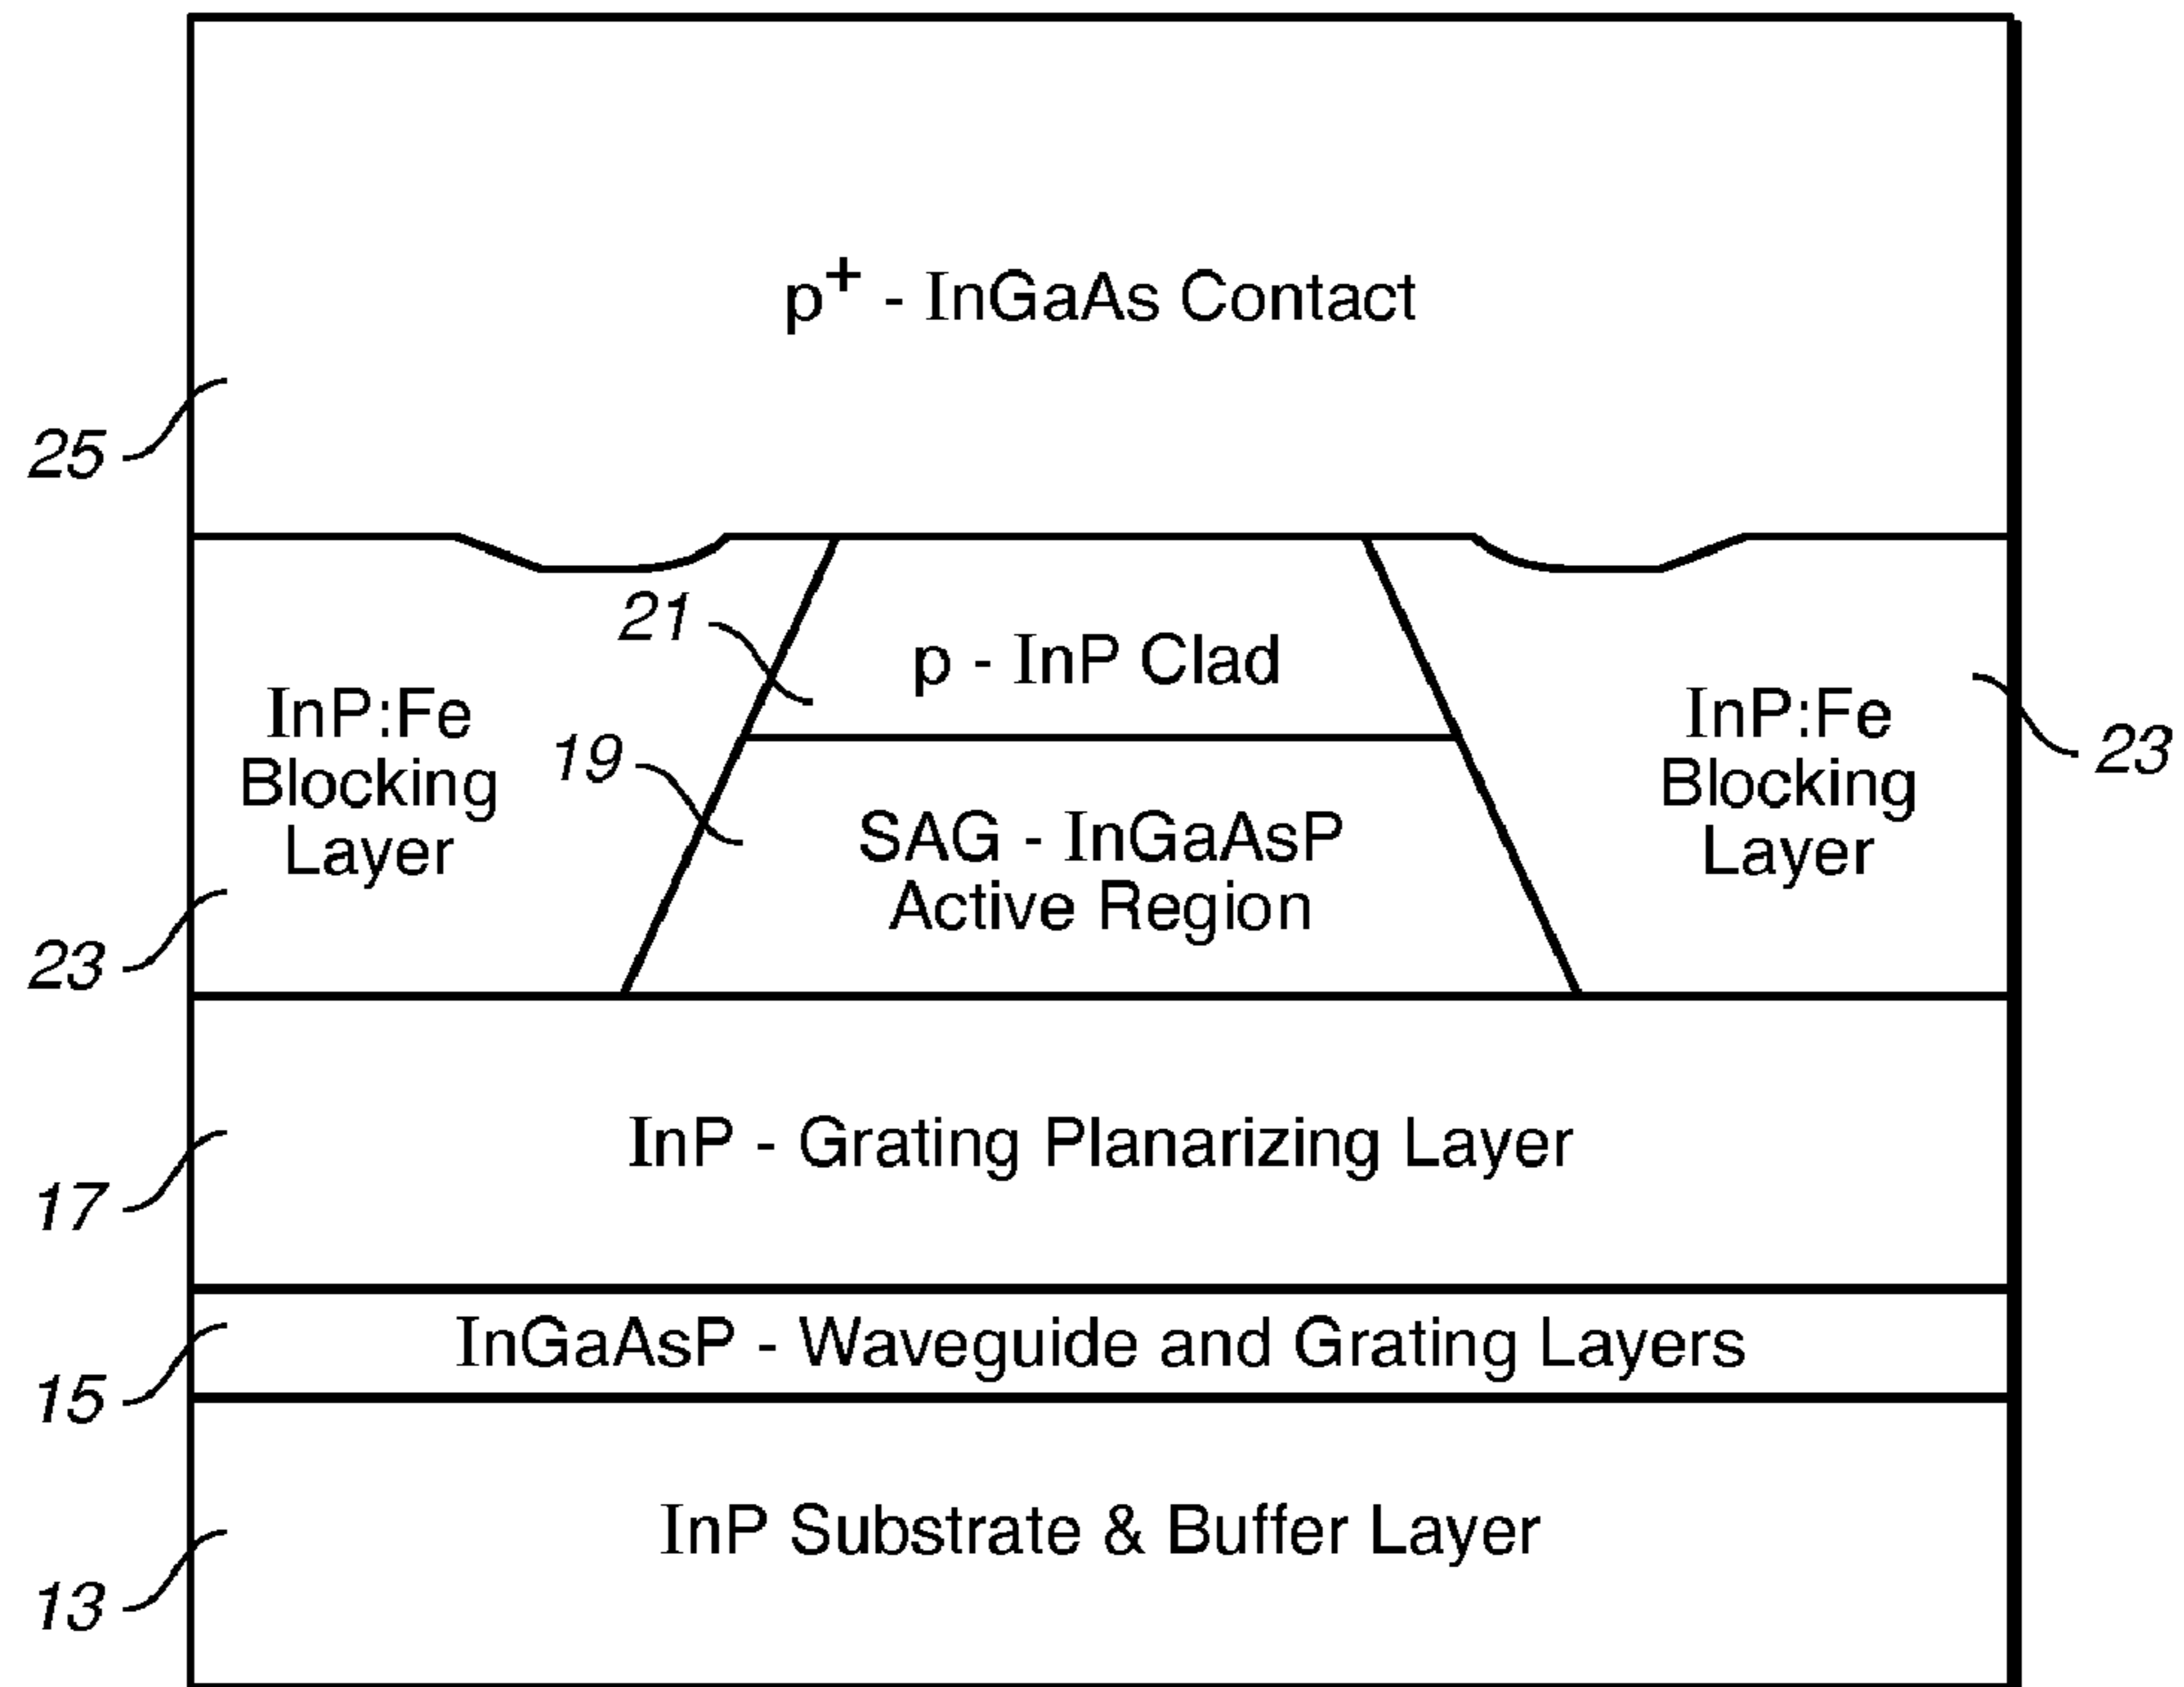 p+ - InGaAs Contact
25
21
p - InP Clad
InP:Fe
Blocking
Layer
InP:Fe
Blocking
Layer
23
19
SAG - InGaAsP
Active Region
23
InP - Grating Planarizing Layer
17
InGaAsP - Waveguide and Grating Layers
15
InP Substrate & Buffer Layer
13